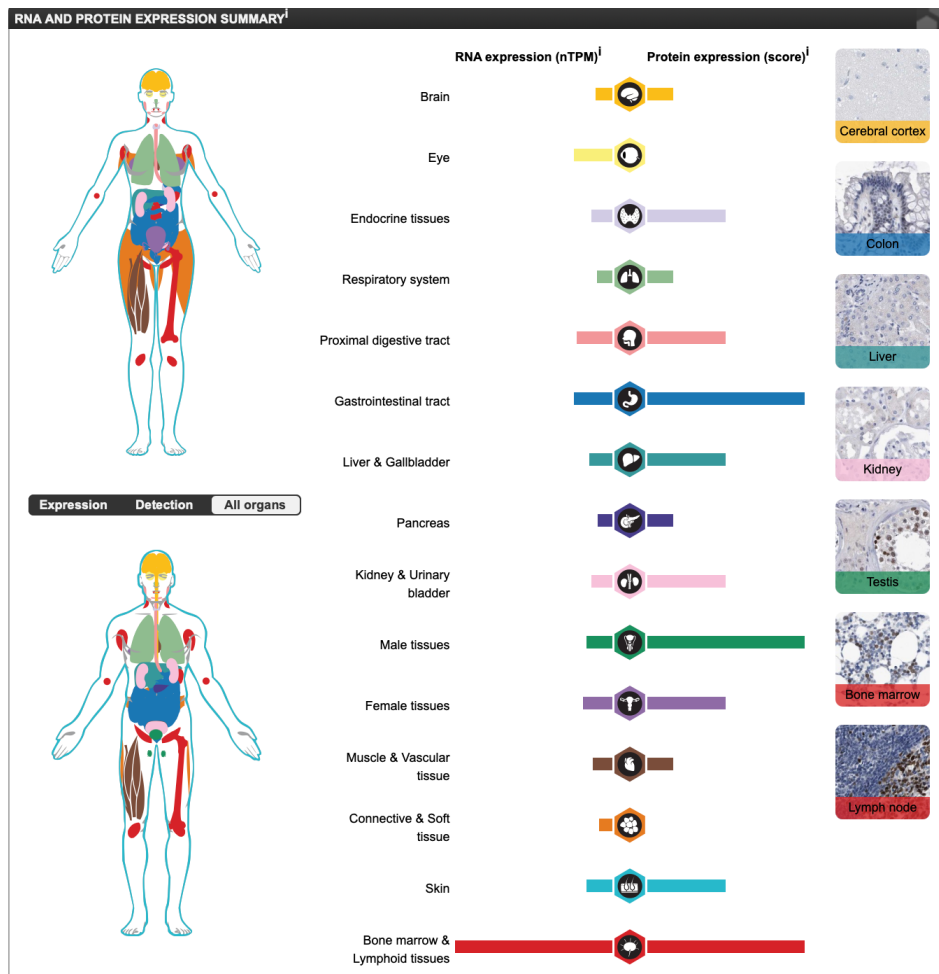 RNA AND PROTEIN EXPRESSION SUMMARYi
RNA expression (nTPM)i
Protein expression (score)i
Brain
Eye
Endocrine tissues
Respiratory system
Proximal digestive tract
Gastrointestinal tract
Liver & Gallbladder
Pancreas
Kidney & Urinary
bladder
Male tissues
Female tissues
Muscle & Vascular
tissue
Connective & Soft
tissue
Skin
Bone marrow &
Lymphoid tissues
Expression
Detection
All organs
Cerebral cortex
Colon
Liver
Kidney
Testis
Bone marrow
Lymph node